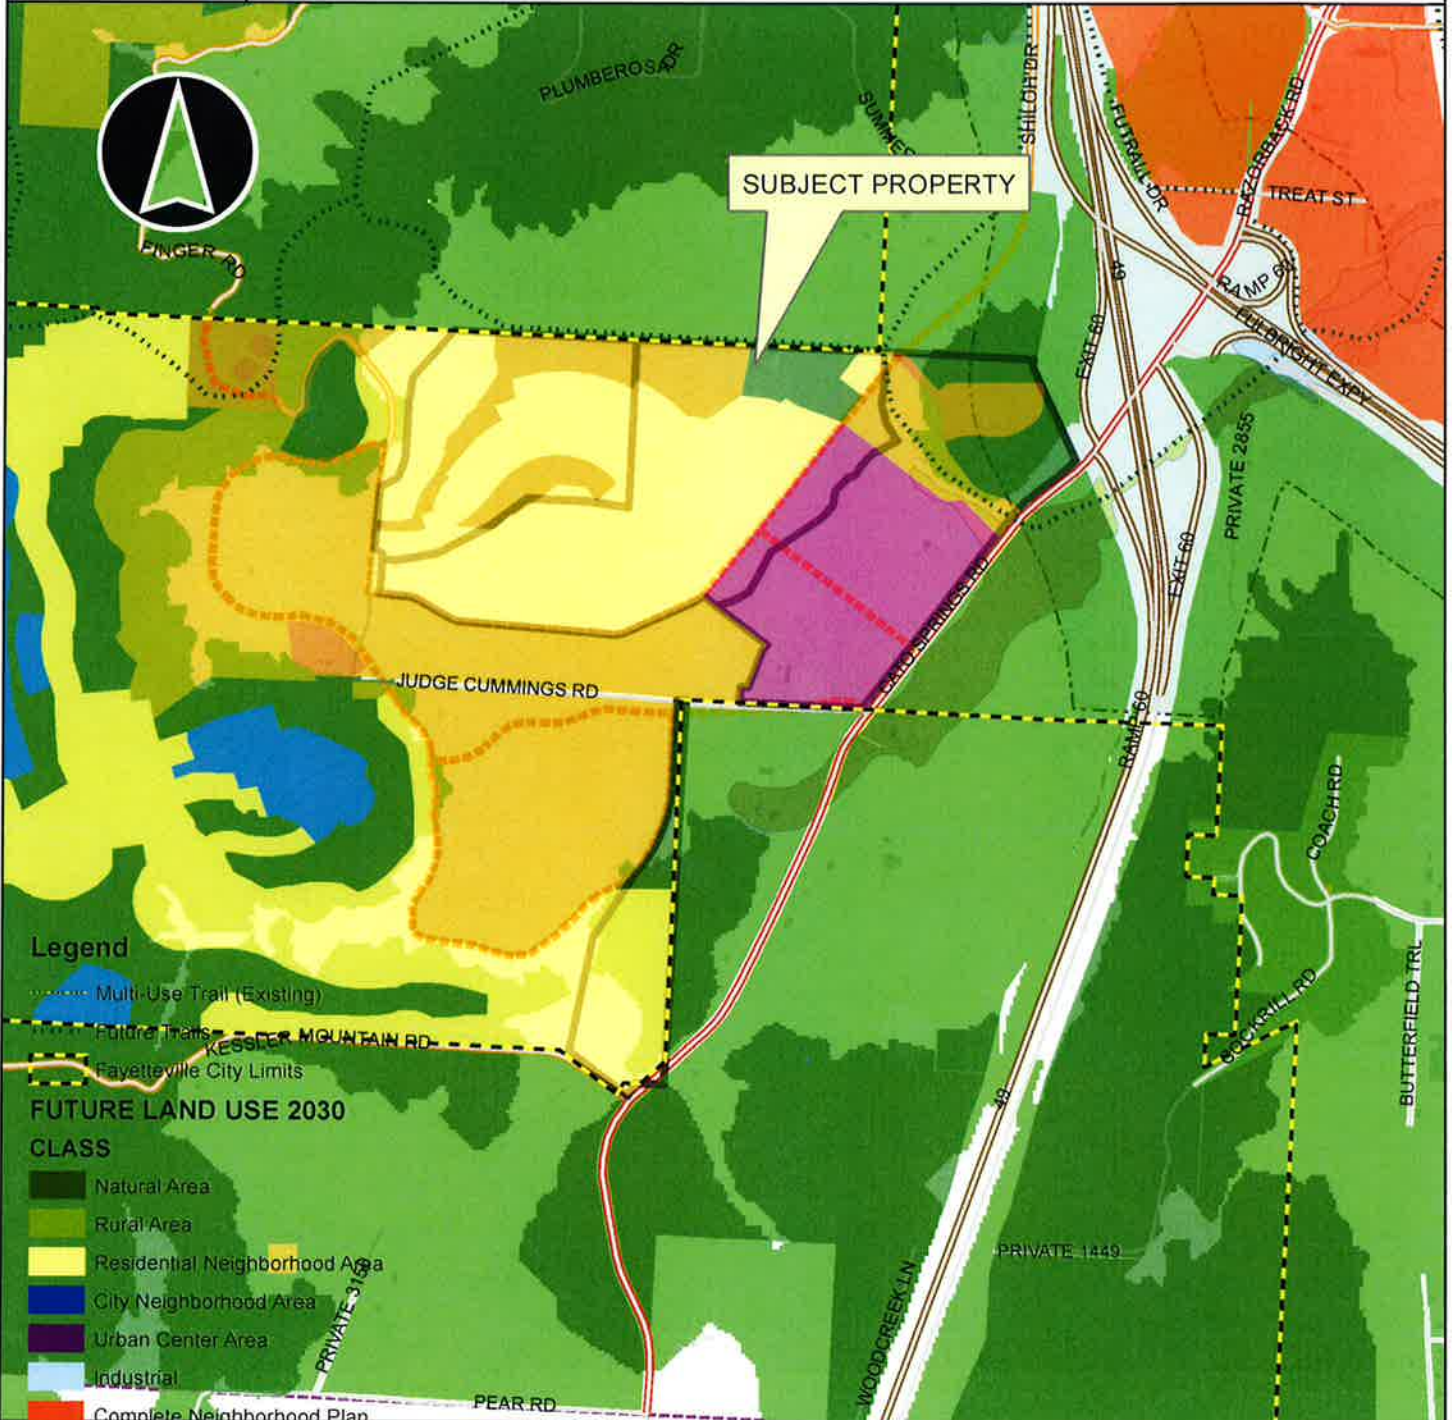 PLUMBEROSA DR
SHILOH DR
FUTRALL DR
RAZORBACK RD
SUBJECT PROPERTY
TREAT ST
FINGER RD
49
RAMP 60
EXIT 60
FULBRIGHT EXPY
PRIVATE 2855
EXIT 60
CATO SPRINGS RD
JUDGE CUMMINGS RD
RAMP 60
COACH RD
Legend
Multi-Use Trail (Existing)
Future Trails
KESSLER MOUNTAIN RD
Fayetteville City Limits
SOCKRILL RD
BUTTERFIELD TRL
49
FUTURE LAND USE 2030
CLASS
Natural Area
Rural Area
Residential Neighborhood Area
City Neighborhood Area
Urban Center Area
Industrial
Complete Neighborhood Plan
PRIVATE 1449
WOODCREEK LN
PEAR RD